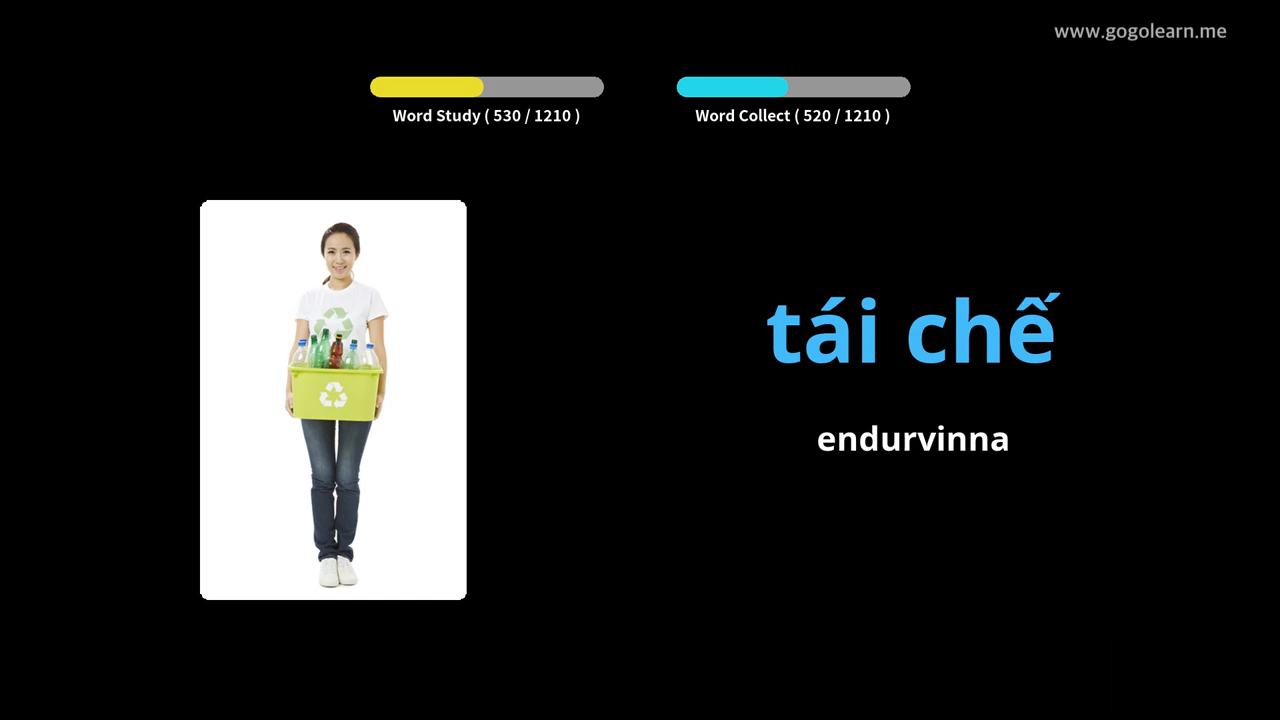 www.gogolearn.me
Word Study ( 530 / 1210 )
Word Collect ( 520 / 1210 )
tái chế
endurvinna